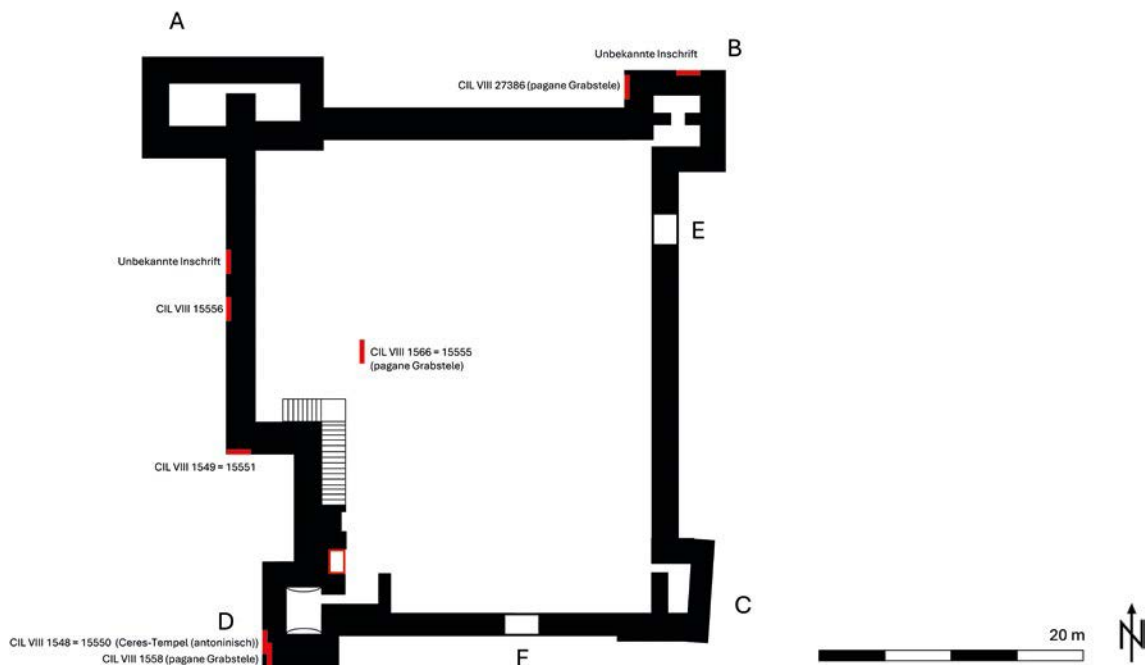 A
B
Unbekannte Inschrift
CIL VIII 27386 (pagane Grabstele)
E
Unbekannte Inschrift
CIL VIII 15556
CIL VIII 1566 = 15555
(pagane Grabstele)
CIL VIII 1549 = 15551
C
D
CIL VIII 1548 = 15550 (Ceres-Tempel (antoninisch))
CIL VIII 1558 (pagane Grabstele)
F
20 m
N